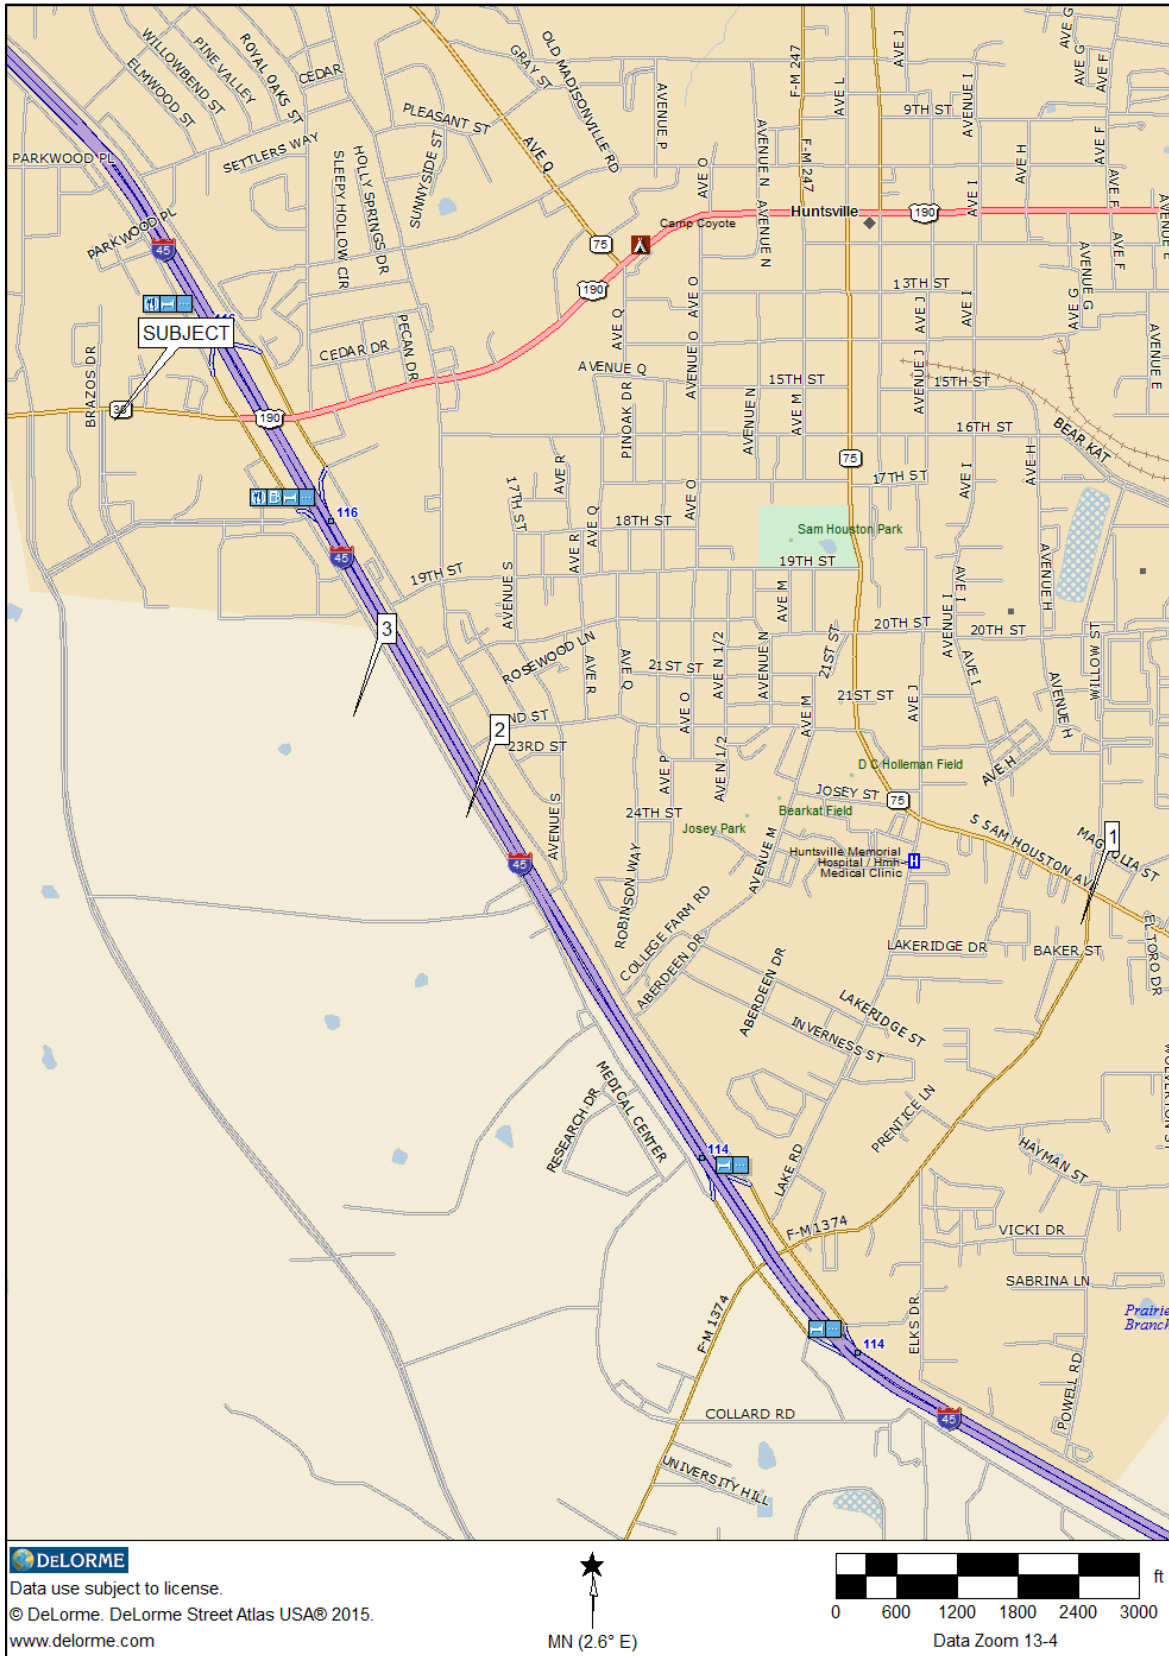 WILLOWBEND ST
PINE VALLEY
ELMWOOD ST
ROYAL OAKS ST
CEDAR
SETTLERS WAY
PARKWOOD PL
PARKWOOD PL
SLEEPY HOLLOW CIR
HOLLY SPRINGS DR
SUNNYSIDE ST
PLEASANT ST
GRAY ST
OLD MADISONVILLE RD
AVE Q
AVENUE P
AVE O
AVENUE N
AVENUE N
F-M 247
F-M 247
AVE L
AVE J
AVENUE I
9TH ST
AVE G
AVE G
AVE F
AVE F
AVE F
AVE F
AVE H
AVE I
Huntsville
190
Camp Coyote
75
190
45
116
SUBJECT
BRAZOS DR
30
190
CEDAR DR
PECAN DR
AVE Q
AVENUE Q
AVE O
AVENUE O
PINOAK DR
13TH ST
AVE J
AVE I
AVE G
AVENUE G
AVENUE E
15TH ST
15TH ST
AVENUE N
AVE M
AVENUE J
16TH ST
BEAR KAT
75
17TH ST
AVE I
AVE H
116
45
17TH ST
AVE R
AVE Q
AVE R
18TH ST
AVE O
Sam Houston Park
19TH ST
19TH ST
AVENUE S
AVE M
AVE I
AVENUE I
AVENUE H
20TH ST
20TH ST
WILLOW ST
3
ROSEWOOD LN
AVE R
AVE Q
21ST ST
AVE N 1/2
AVENUE N
21ST ST
21ST ST
AVE O
AVE M
AVE J
AVE I
AVENUE H
2
ND ST
23RD ST
AVE P
AVE N 1/2
AVE H
D C Holleman Field
JOSEY ST
75
Bearkat Field
24TH ST
Josey Park
AVENUE S
AVENUE M
S SAM HOUSTON AV
MAGNOLIA ST
1
Huntsville Memorial
Hospital / Hmh-
Medical Clinic
H
45
ROBINSON WAY
COLLEGE FARM RD
ABERDEEN DR
ABERDEEN DR
LAKERIDGE DR
BAKER ST
EL TORO DR
LAKERIDGE ST
INVERNESS ST
WOLVERTON ST
MEDICAL CENTER
RESEARCH DR
PRENTICE LN
HAYMAN ST
114
LAKE RD
F-M 1374
VICKI DR
SABRINA LN
F-M 1374
ELKS DR
Prairie
Branch
114
POWELL RD
COLLARD RD
45
UNIVERSITY HILL
DELORME
Data use subject to license.
© DeLorme. DeLorme Street Atlas USA® 2015.
www.delorme.com
MN (2.6° E)
ft
0 600 1200 1800 2400 3000
Data Zoom 13-4